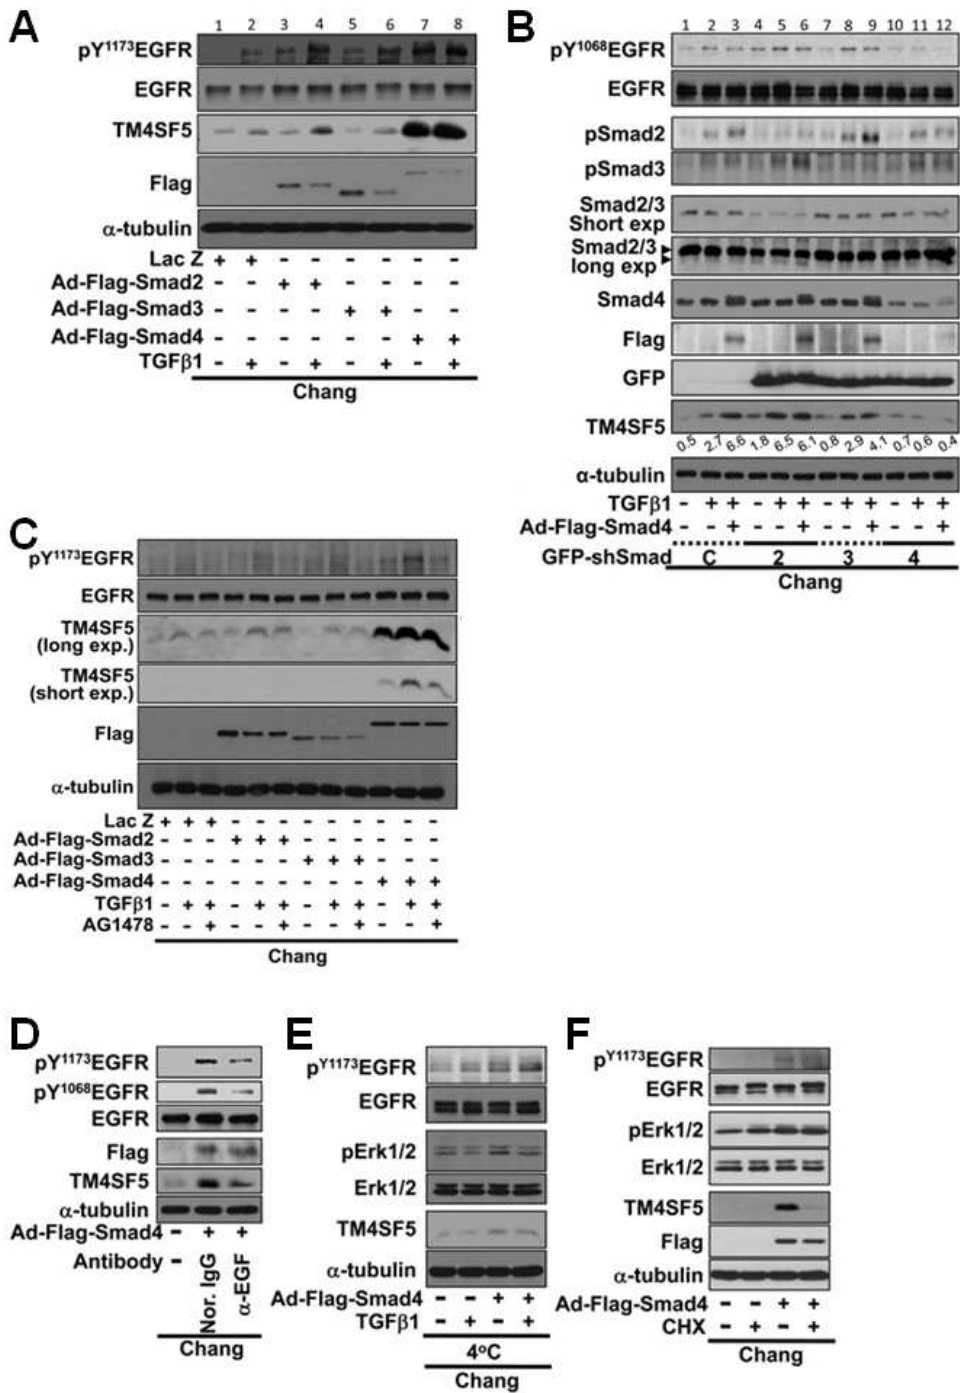 A
1 2 3 4 5 6 7 8
pY1173EGFR
EGFR
TM4SF5
Flag
α-tubulin
Lac Z + + - - - - - -
Ad-Flag-Smad2 - - + + - - - -
Ad-Flag-Smad3 - - - - + + - -
Ad-Flag-Smad4 - - - - - - + +
TGFβ1 - + - + - + - +
Chang
B
1 2 3 4 5 6 7 8 9 10 11 12
pY1068EGFR
EGFR
pSmad2
pSmad3
Smad2/3
Short exp
Smad2/3
long exp
Smad4
Flag
GFP
TM4SF5
0.5 2.7 6.6 1.8 6.5 6.1 0.8 2.9 4.1 0.7 0.6 0.4
α-tubulin
TGFβ1 - + + - + + - + + - + +
Ad-Flag-Smad4 - - + - - + - - + - - +
GFP-shSmad C 2 3 4
Chang
C
pY1173EGFR
EGFR
TM4SF5
(long exp.)
TM4SF5
(short exp.)
Flag
α-tubulin
Lac Z + + + - - - - - - - - -
Ad-Flag-Smad2 - - - + + + - - - - - -
Ad-Flag-Smad3 - - - - - - + + + - - -
Ad-Flag-Smad4 - - - - - - - - - + + +
TGFβ1 - + + - + + - + + - + +
AG1478 - - + - - + - - + - - +
Chang
D
pY1173EGFR
pY1068EGFR
EGFR
Flag
TM4SF5
α-tubulin
Ad-Flag-Smad4 - + +
Antibody - Nor. IgG α-EGF
Chang
E
pY1173EGFR
EGFR
pErk1/2
Erk1/2
TM4SF5
α-tubulin
Ad-Flag-Smad4 - - + +
TGFβ1 - + - +
4°C
Chang
F
pY1173EGFR
EGFR
pErk1/2
Erk1/2
TM4SF5
Flag
α-tubulin
Ad-Flag-Smad4 - - + +
CHX - + - +
Chang